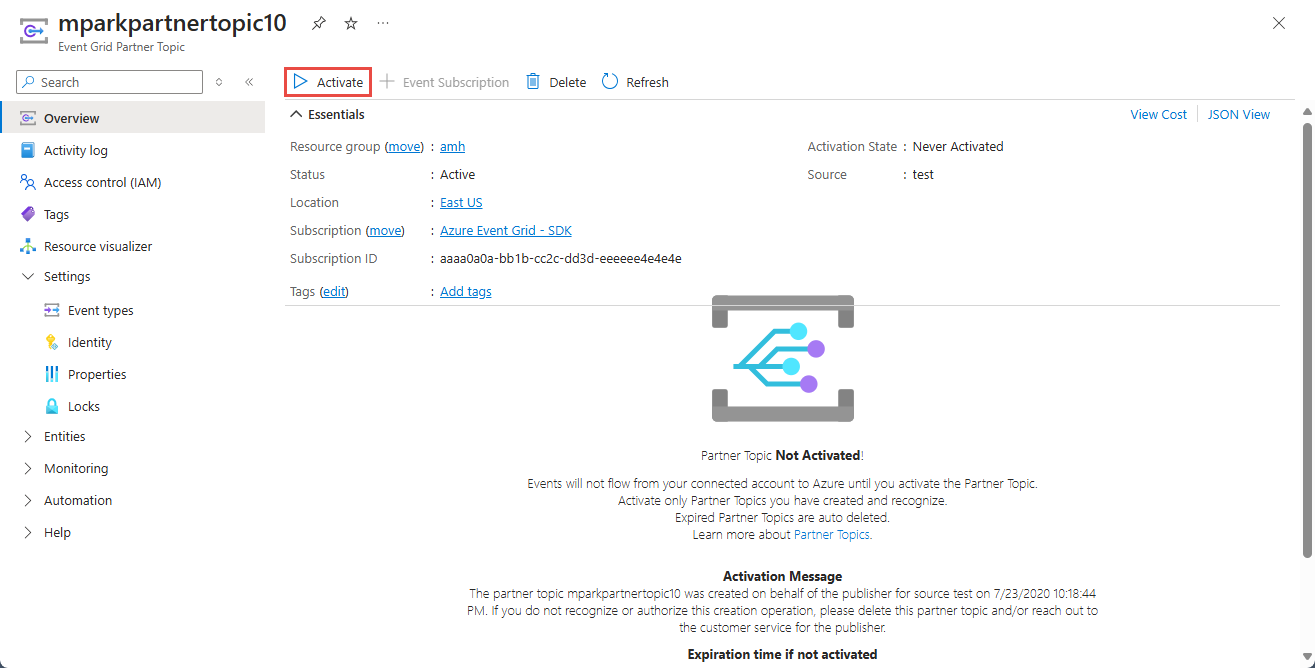 mparkpartnertopic10
Event Grid Partner Topic
Search
Activate
Event Subscription
Delete
Refresh
Overview
Activity log
Access control (IAM)
Tags
Resource visualizer
Settings
Event types
Identity
Properties
Locks
Entities
Monitoring
Automation
Help
Essentials
View Cost
JSON View
Resource group (move) : amh
Status : Active
Location : East US
Subscription (move) : Azure Event Grid - SDK
Subscription ID : aaaa0a0a-bb1b-cc2c-dd3d-eeeeee4e4e4e
Tags (edit) : Add tags
Activation State : Never Activated
Source : test
Partner Topic Not Activated!
Events will not flow from your connected account to Azure until you activate the Partner Topic.
Activate only Partner Topics you have created and recognize.
Expired Partner Topics are auto deleted.
Learn more about Partner Topics.
Activation Message
The partner topic mparkpartnertopic10 was created on behalf of the publisher for source test on 7/23/2020 10:18:44
PM. If you do not recognize or authorize this creation operation, please delete this partner topic and/or reach out to
the customer service for the publisher.
Expiration time if not activated